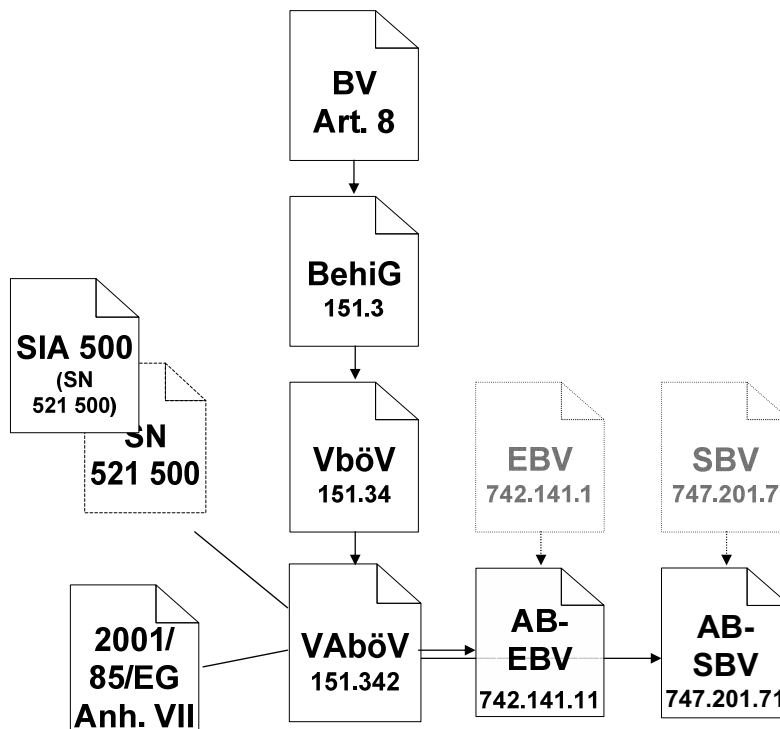 BV
Art. 8
BehiG
151.3
SIA 500
(SN
521 500)
SN
521 500
VböV
151.34
EBV
742.141.1
SBV
747.201.7
2001/
85/EG
Anh. VII
VAböV
151.342
AB-
EBV
742.141.11
AB-
SBV
747.201.71